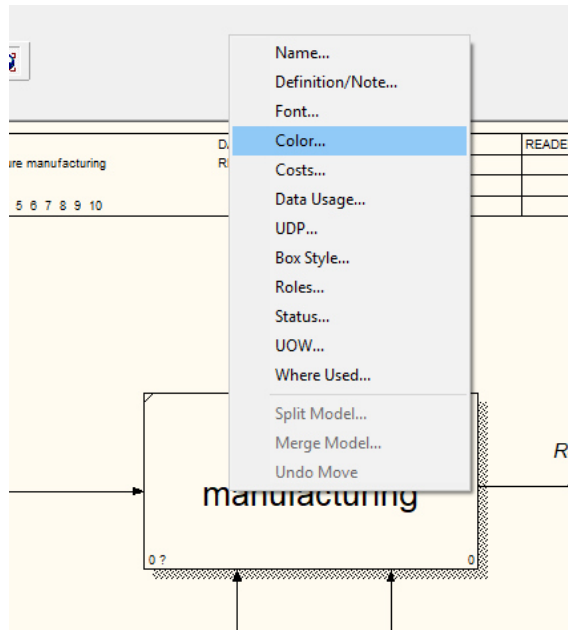 Name...
Definition/Note...
Font...
Color...
Costs...
Data Usage...
UDP...
Box Style...
Roles...
Status...
UOW...
Where Used...
Split Model...
Merge Model...
Undo Move
READE
ure manufacturing
5 6 7 8 9 10
manufacturing
R
0 ?
0